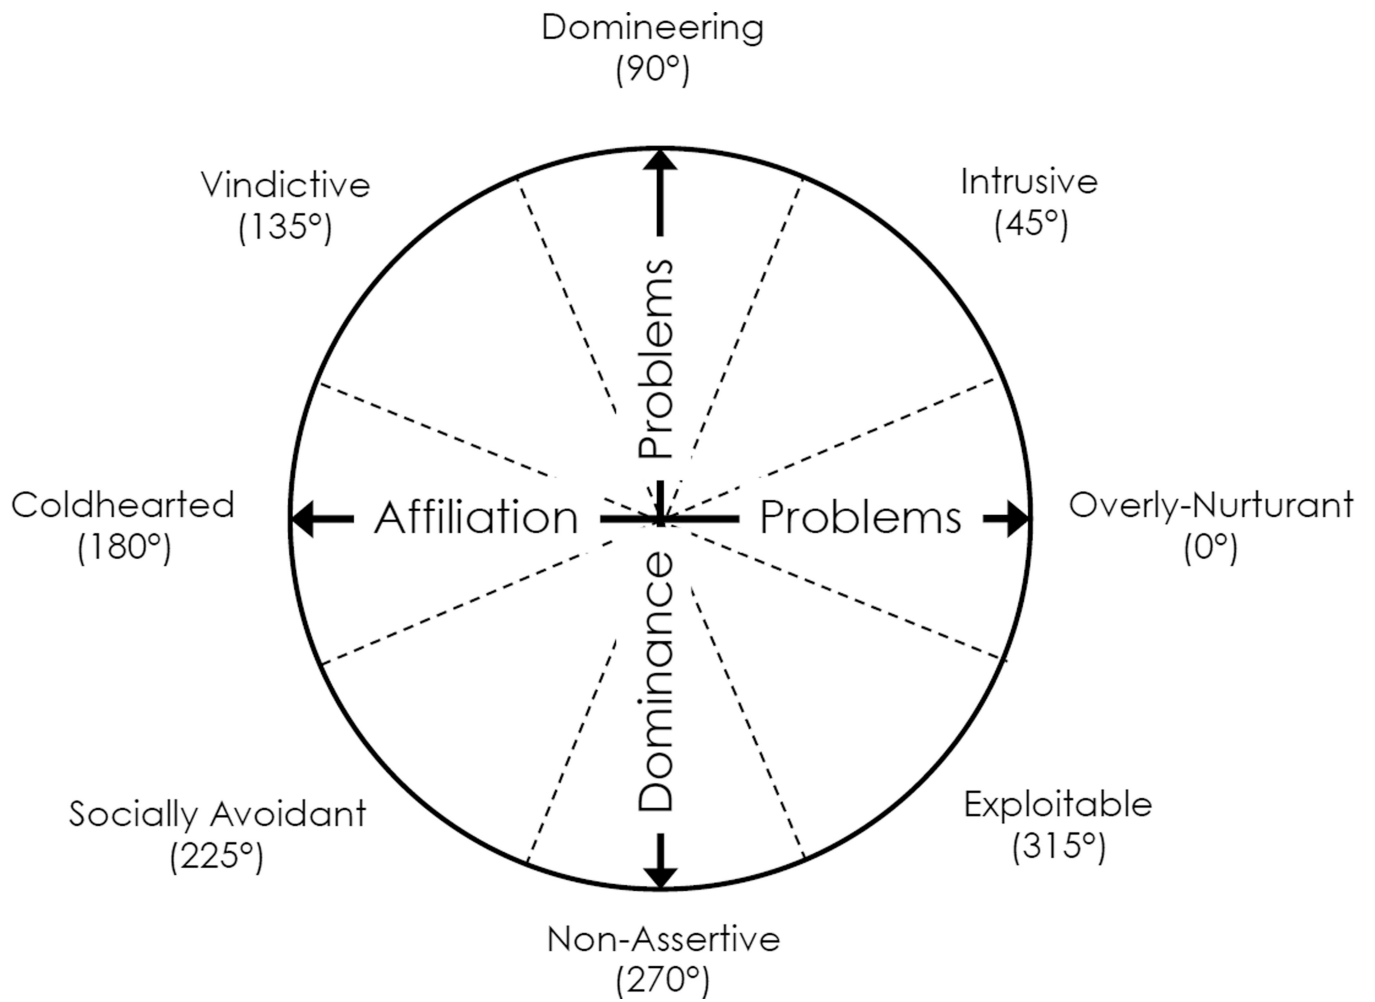 Domineering
(90°)
Vindictive
(135°)
Intrusive
(45°)
Problems
Coldhearted
(180°)
Affiliation
Problems
Overly-Nurturant
(0°)
Dominance
Socially Avoidant
(225°)
Exploitable
(315°)
Non-Assertive
(270°)